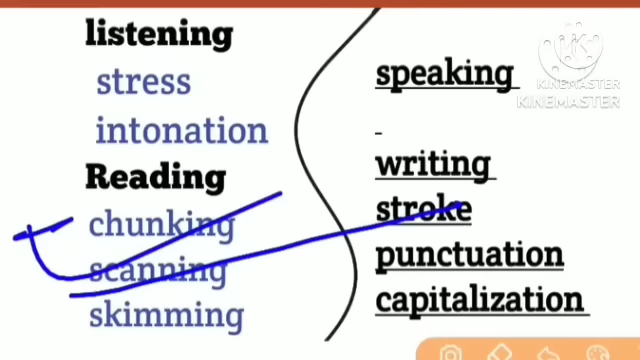 listening
stress
intonation
Reading
chunking
scanning
skimming
speaking
writing
stroke
punctuation
capitalization
KINEMASTER
KINEMASTER